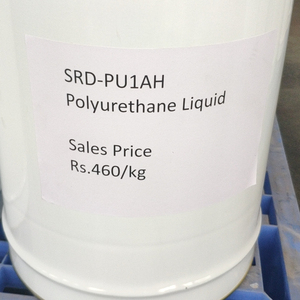 SRD-PU1AH
Polyurethane Liquid
Sales Price
Rs.460/kg